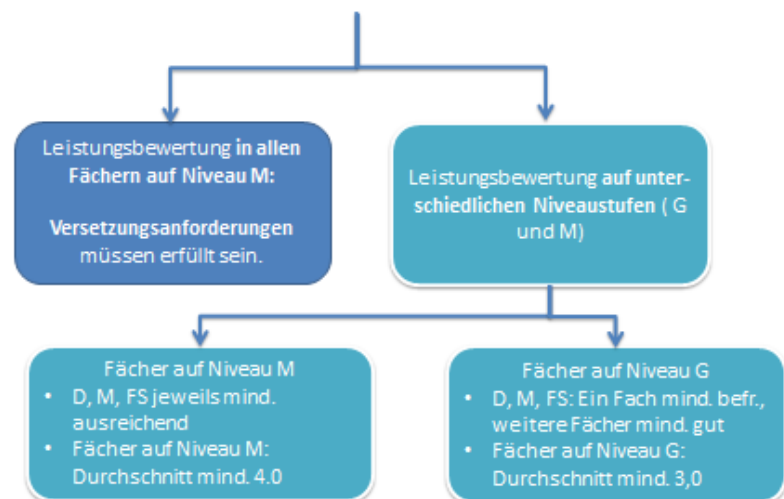 Leistungsbewertung in allen
Fächern auf Niveau M:
Versetzungsanforderungen
müssen erfüllt sein.
Leistungsbewertung auf unter-
schiedlichen Niveaustufen ( G
und M)
Fächer auf Niveau M
• D, M, FS jeweils mind.
ausreichend
• Fächer auf Niveau M:
Durchschnitt mind. 4.0
Fächer auf Niveau G
• D, M, FS: Ein Fach mind. befr.,
weitere Fächer mind. gut
• Fächer auf Niveau G:
Durchschnitt mind. 3,0